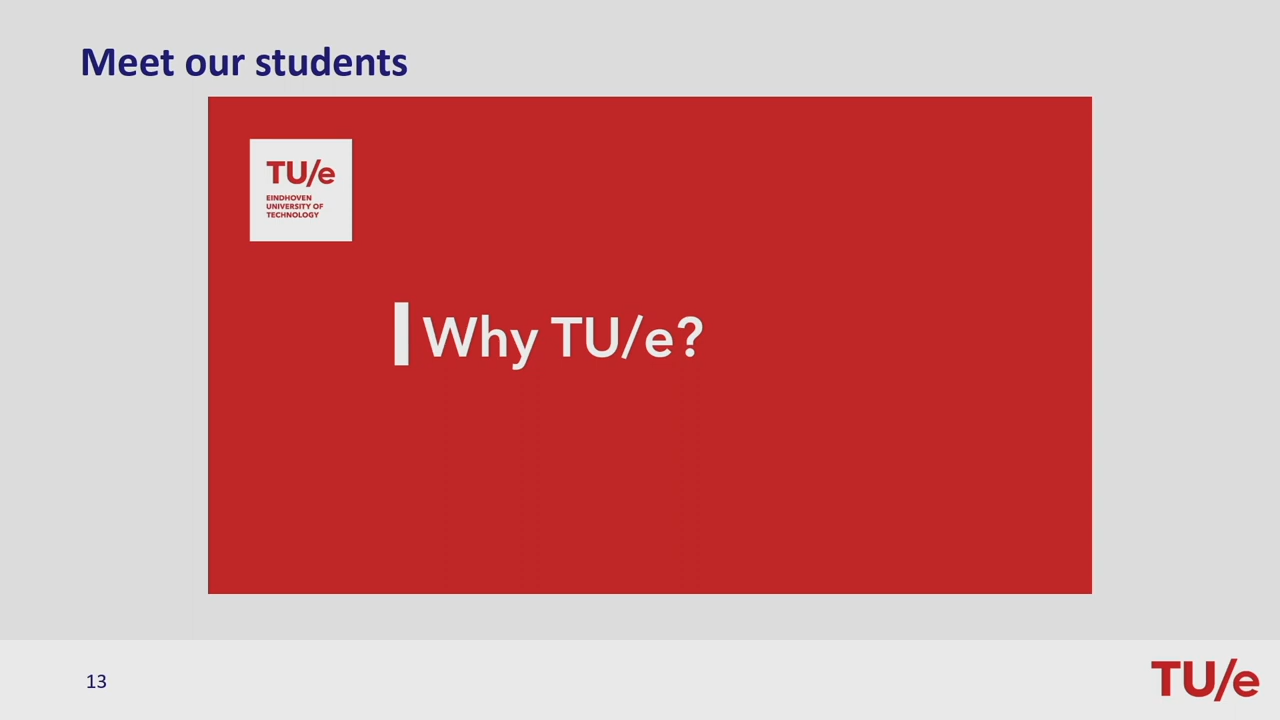 Meet our students
TU/e
EINDHOVEN
UNIVERSITY OF
TECHNOLOGY
Why TU/e?
13
TU/e